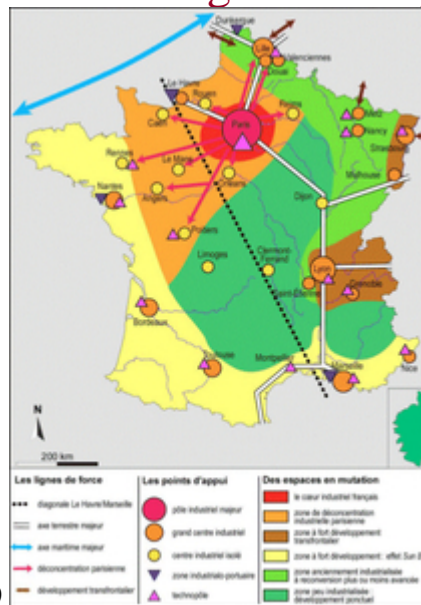 Dunkerque
Lille
Valenciennes
Douai
Le Havre
Rouen
Reims
Caen
Paris
Metz
Nancy
Strasbourg
Rennes
Le Mans
Orléans
Mulhouse
Nantes
Angers
Dijon
Poitiers
Limoges
Clermont-
Ferrand
Lyon
Saint-Étienne
Grenoble
Bordeaux
Toulouse
Montpellier
Marseille
Nice
N
200 km
Les lignes de force
diagonale Le Havre/Marseille
axe terrestre majeur
axe maritime majeur
déconcentration parisienne
développement transfrontalier
Les points d'appui
pôle industriel majeur
grand centre industriel
centre industriel isolé
zone industrialo-portuaire
technopôle
Des espaces en mutation
le cœur industriel français
zone de déconcentration
industrielle parisienne
zone à fort développement
transfrontalier
zone à fort développement : effet Sun B
zone anciennement industrialisée
à reconversion plus ou moins avancée
zone peu industrialisée :
développement ponctuel